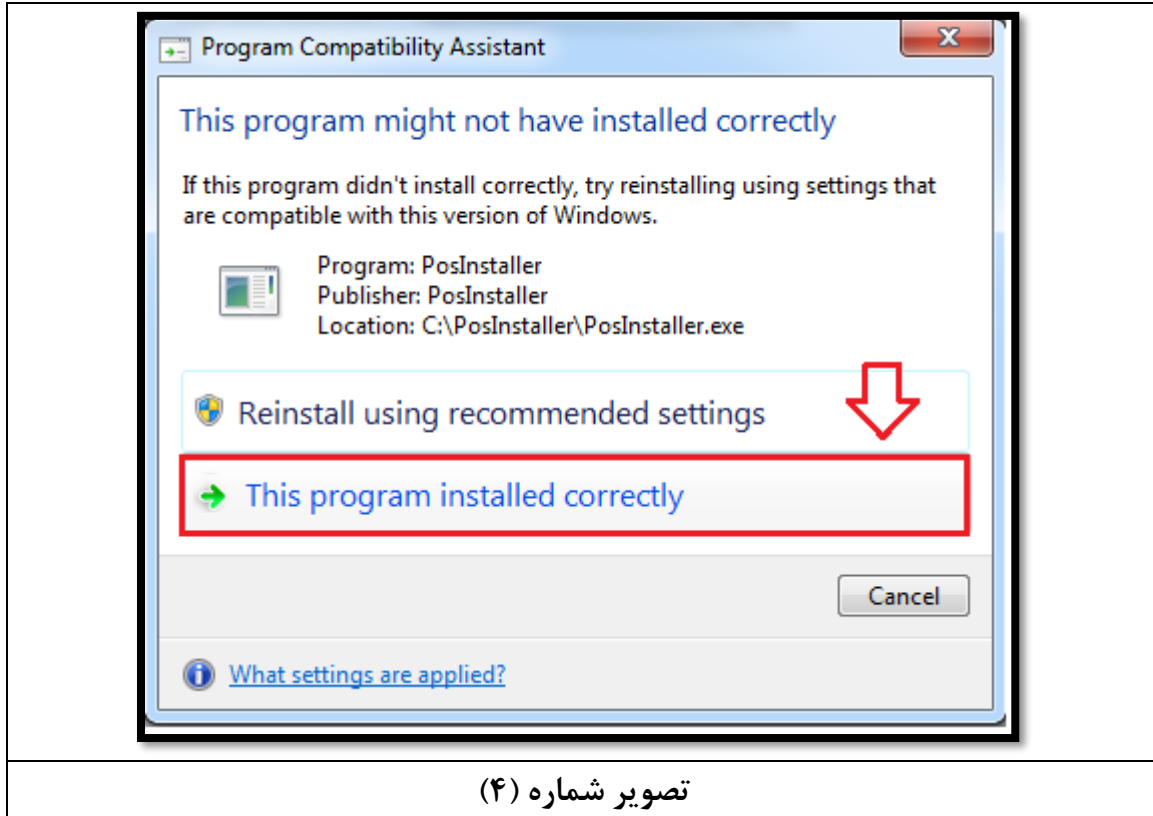 Program Compatibility Assistant
This program might not have installed correctly
If this program didn't install correctly, try reinstalling using settings that
are compatible with this version of Windows.
Program: PosInstaller
Publisher: PosInstaller
Location: C:\PosInstaller\PosInstaller.exe
Reinstall using recommended settings
This program installed correctly
Cancel
What settings are applied?
تصویر شماره (۴)